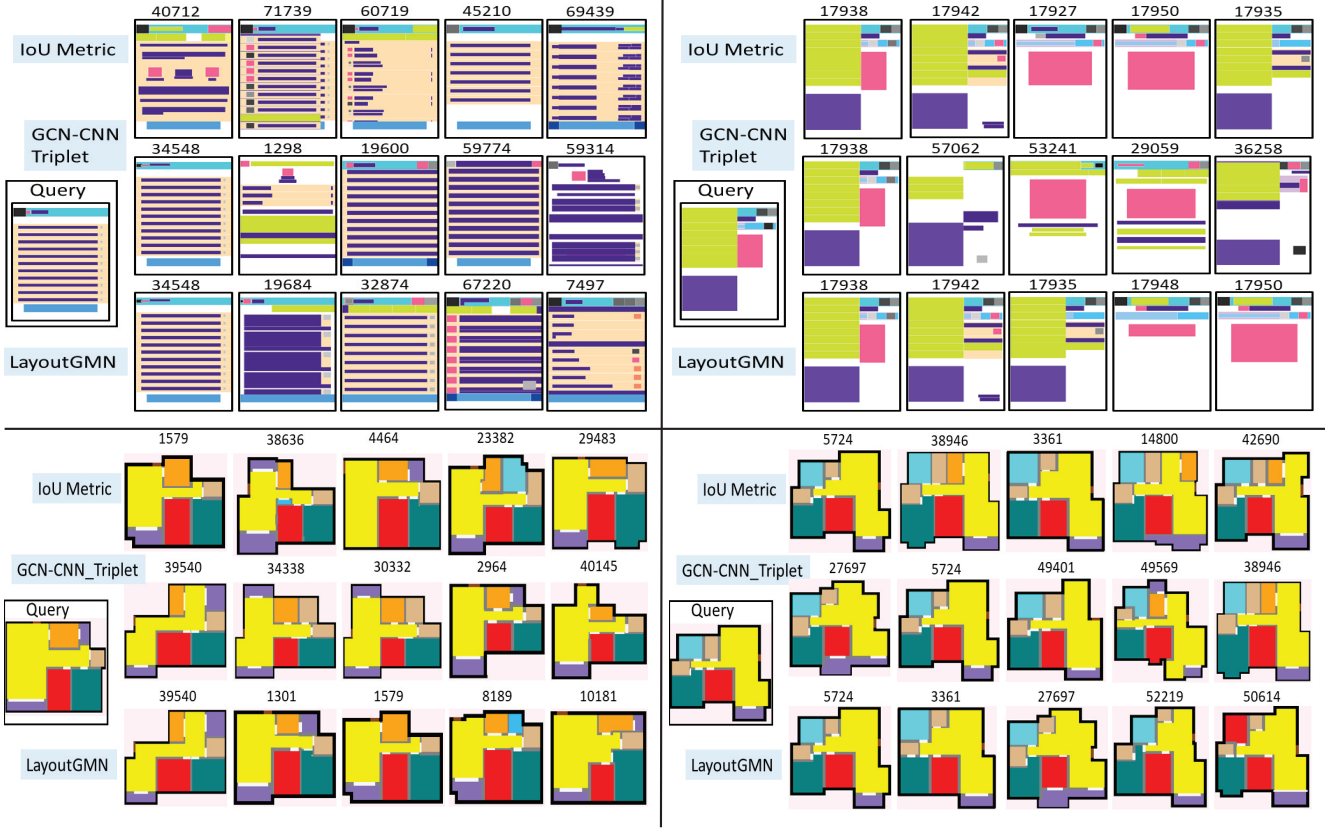 40712 71739 60719 45210 69439
IoU Metric
GCN-CNN
Triplet
34548 1298 19600 59774 59314
Query
34548 19684 32874 67220 7497
LayoutGMN
17938 17942 17927 17950 17935
IoU Metric
GCN-CNN
Triplet
17938 57062 53241 29059 36258
Query
17938 17942 17935 17948 17950
LayoutGMN
1579 38636 4464 23382 29483
IoU Metric
GCN-CNN_Triplet
39540 34338 30332 2964 40145
Query
39540 1301 1579 8189 10181
LayoutGMN
5724 38946 3361 14800 42690
IoU Metric
GCN-CNN_Triplet
27697 5724 49401 49569 38946
Query
5724 3361 27697 52219 50614
LayoutGMN